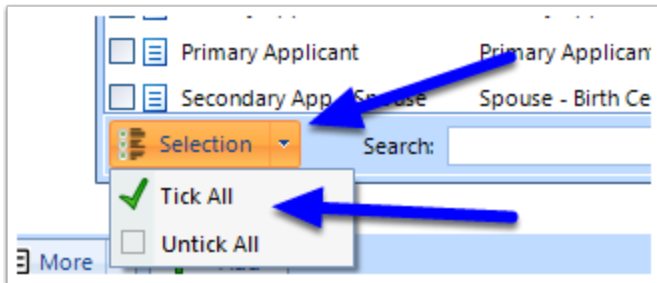 Primary Applicant Primary Applican
Secondary App Spouse Spouse - Birth Ce
Selection Search:
Tick All
Untick All
More